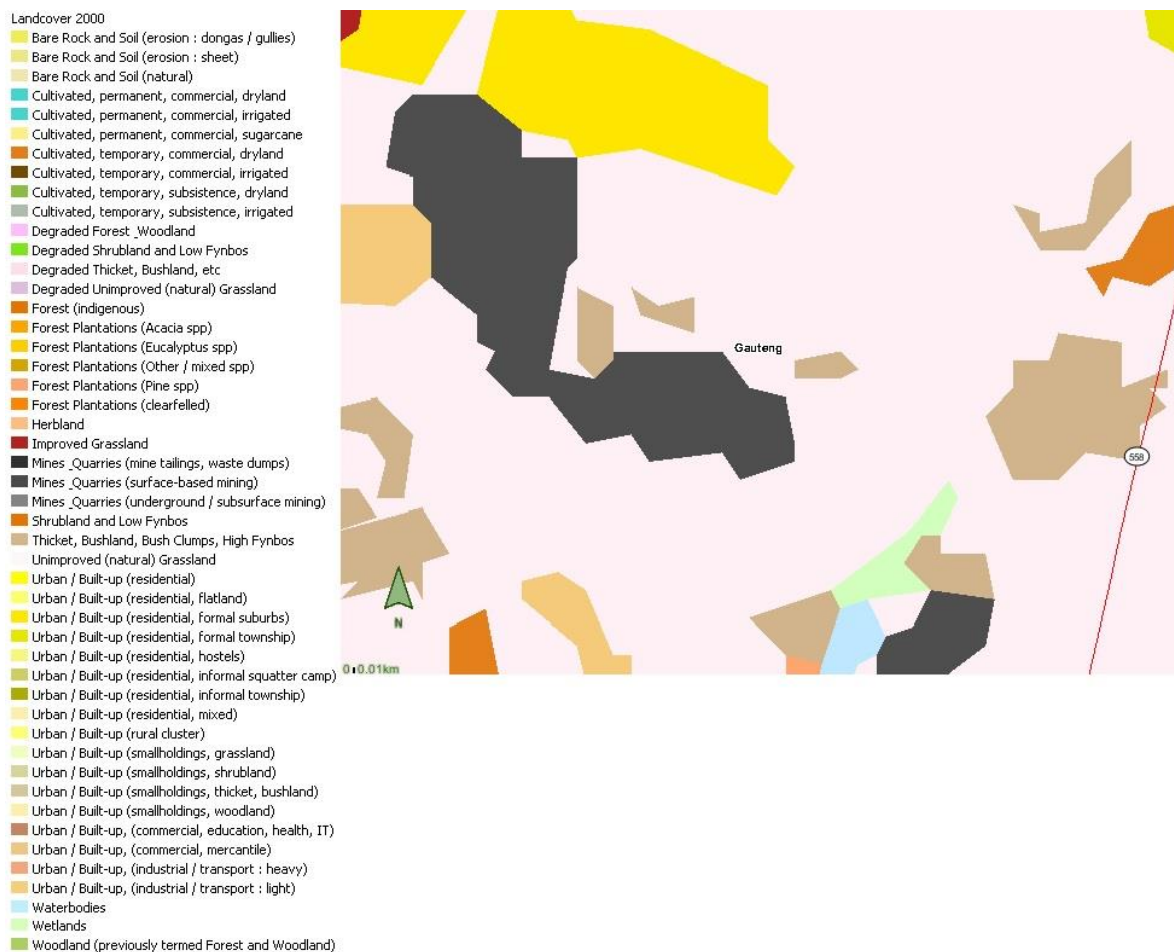 Landcover 2000
Bare Rock and Soil (erosion : dongas / gullies)
Bare Rock and Soil (erosion : sheet)
Bare Rock and Soil (natural)
Cultivated, permanent, commercial, dryland
Cultivated, permanent, commercial, irrigated
Cultivated, permanent, commercial, sugarcane
Cultivated, temporary, commercial, dryland
Cultivated, temporary, commercial, irrigated
Cultivated, temporary, subsistence, dryland
Cultivated, temporary, subsistence, irrigated
Degraded Forest _Woodland
Degraded Shrubland and Low Fynbos
Degraded Thicket, Bushland, etc
Degraded Unimproved (natural) Grassland
Forest (indigenous)
Forest Plantations (Acacia spp)
Forest Plantations (Eucalyptus spp)
Forest Plantations (Other / mixed spp)
Forest Plantations (Pine spp)
Forest Plantations (clearfelled)
Herbland
Improved Grassland
Mines _Quarries (mine tailings, waste dumps)
Mines _Quarries (surface-based mining)
Mines _Quarries (underground / subsurface mining)
Shrubland and Low Fynbos
Thicket, Bushland, Bush Clumps, High Fynbos
Unimproved (natural) Grassland
Urban / Built-up (residential)
Urban / Built-up (residential, flatland)
Urban / Built-up (residential, formal suburbs)
Urban / Built-up (residential, formal township)
Urban / Built-up (residential, hostels)
Urban / Built-up (residential, informal squatter camp)
Urban / Built-up (residential, informal township)
Urban / Built-up (residential, mixed)
Urban / Built-up (rural cluster)
Urban / Built-up (smallholdings, grassland)
Urban / Built-up (smallholdings, shrubland)
Urban / Built-up (smallholdings, thicket, bushland)
Urban / Built-up (smallholdings, woodland)
Urban / Built-up, (commercial, education, health, IT)
Urban / Built-up, (commercial, mercantile)
Urban / Built-up, (industrial / transport : heavy)
Urban / Built-up, (industrial / transport : light)
Waterbodies
Wetlands
Woodland (previously termed Forest and Woodland)
Gauteng
558
N
0 0.01km